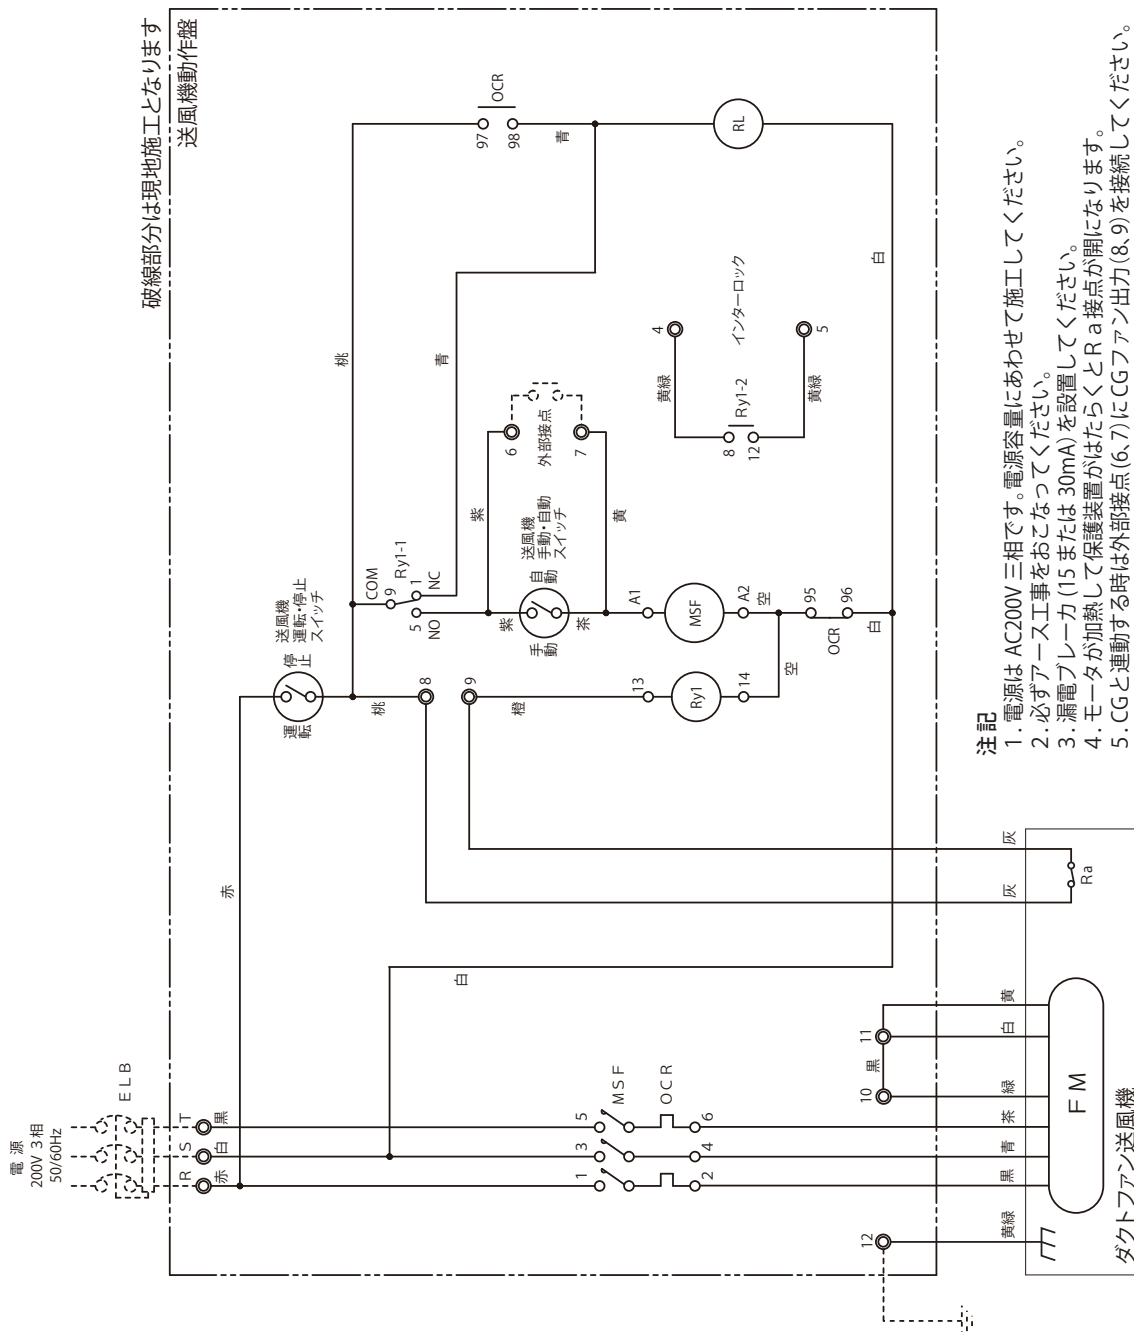 破線部分は現地施工となります
送風機動作盤
電源
200V 3相
50/60Hz
ELB
R
S
T
赤
白
黒
赤
送風機
運転・停止
スイッチ
停止
運転
桃
桃
COM
9
Ry1-1
5
1
NO
NC
青
97
98
OCR
青
紫
紫
6
外部接点
7
送風機
手動・自動
スイッチ
自動
手動
茶
黄
8
9
橙
13
Ry1
14
空
A1
MSF
A2
空
95
96
OCR
白
RL
白
黄緑
4
8
12
Ry1-2
インターロック
黄緑
5
白
1
3
5
MSF
OCR
2
4
6
10
黒
11
12
黄緑
黒
青
茶
緑
白
黄
灰
灰
Ra
FM
ダクトファン送風機
注記
1. 電源は AC200V 三相です。電源容量にあわせて施工してください。
2. 必ずアース工事をおこなってください。
3. 漏電ブレーカ (15 または 30mA) を設置してください。
4. モータが加熱して保護装置がはたらくとRa接点が開になります。
5. CGと連動する時は外部接点(6、7)にCGファン出力(8、9)を接続してください。